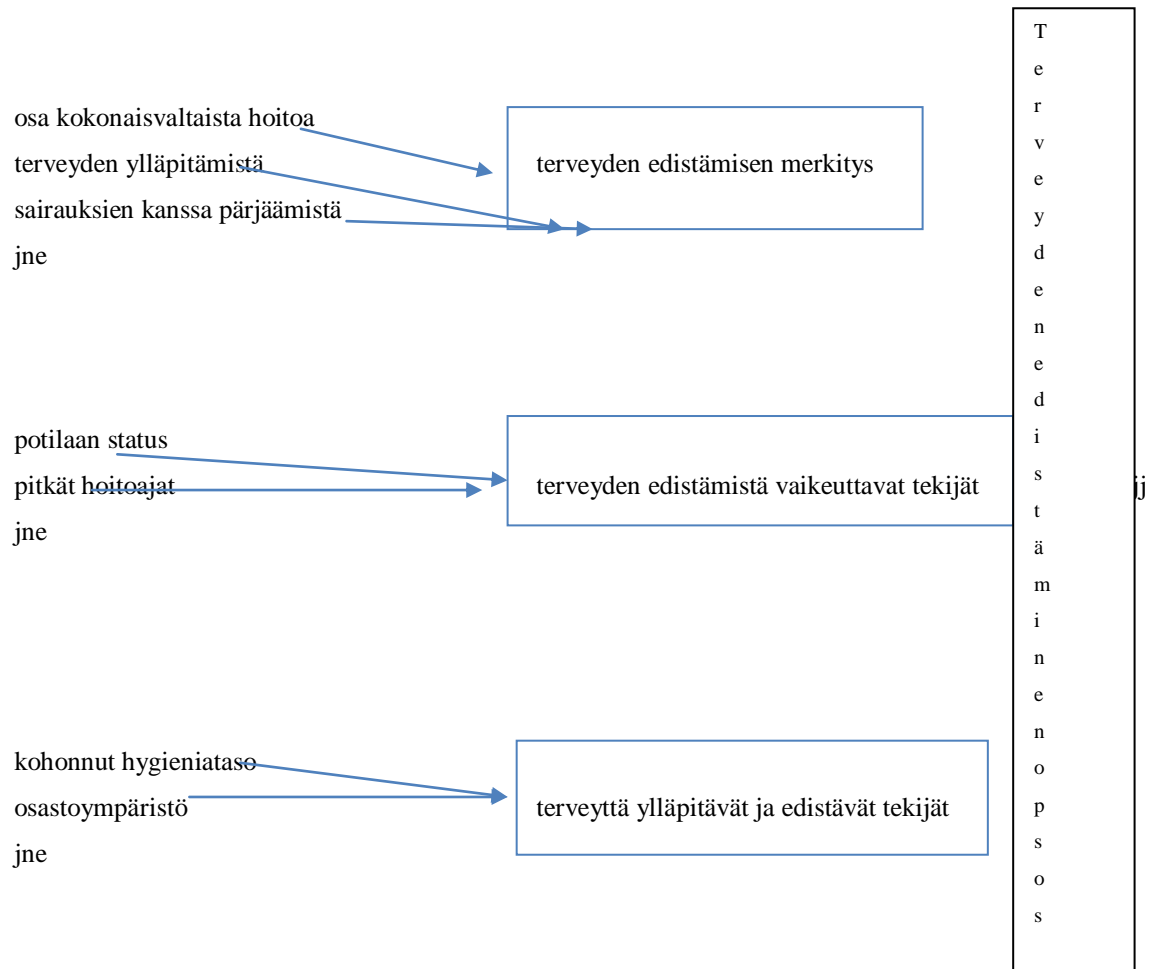 osa kokonaisvaltaista hoitoa
terveyden ylläpitämistä
sairauksien kanssa pärjäämistä
jne
terveyden edistämisen merkitys
potilaan status
pitkät hoitoajat
jne
terveyden edistämistä vaikeuttavat tekijät
jj
kohonnut hygieniataso
osastoympäristö
jne
terveyttä ylläpitävät ja edistävät tekijät
T
e
r
v
e
y
d
e
n
e
d
i
s
t
ä
m
i
n
e
n
o
p
s
o
s